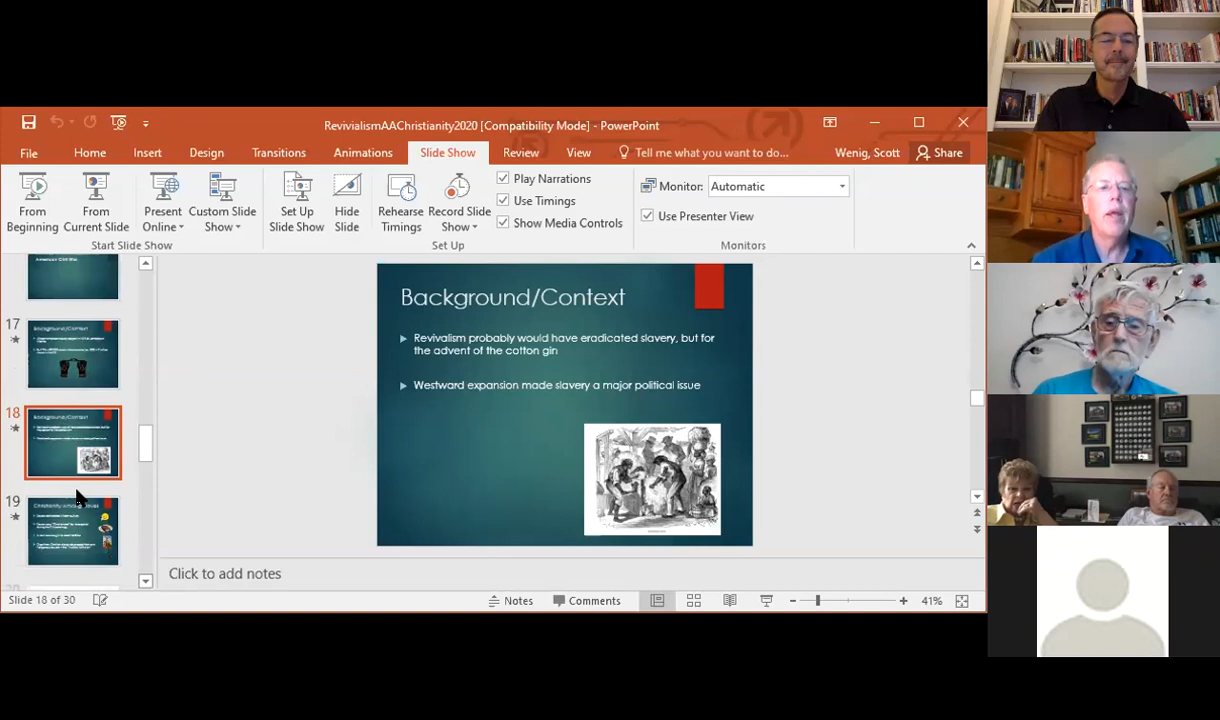 RevivialismAAChristianity2020 [Compatibility Mode] - PowerPoint
File
Home
Insert
Design
Transitions
Animations
Slide Show
Review
View
Tell me what you want to do...
Wenig, Scott
Share
From
Beginning
From
Current Slide
Present
Online
Custom Slide
Show
Start Slide Show
Set Up
Slide Show
Hide
Slide
Rehearse
Timings
Record Slide
Show
Play Narrations
Use Timings
Show Media Controls
Set Up
Monitor:
Automatic
Use Presenter View
Monitors
17
Background/Context
18
Background/Context
19
Background/Context
Revivalism probably would have eradicated slavery, but for
the advent of the cotton gin
Westward expansion made slavery a major political issue
Click to add notes
Slide 18 of 30
Notes
Comments
41%